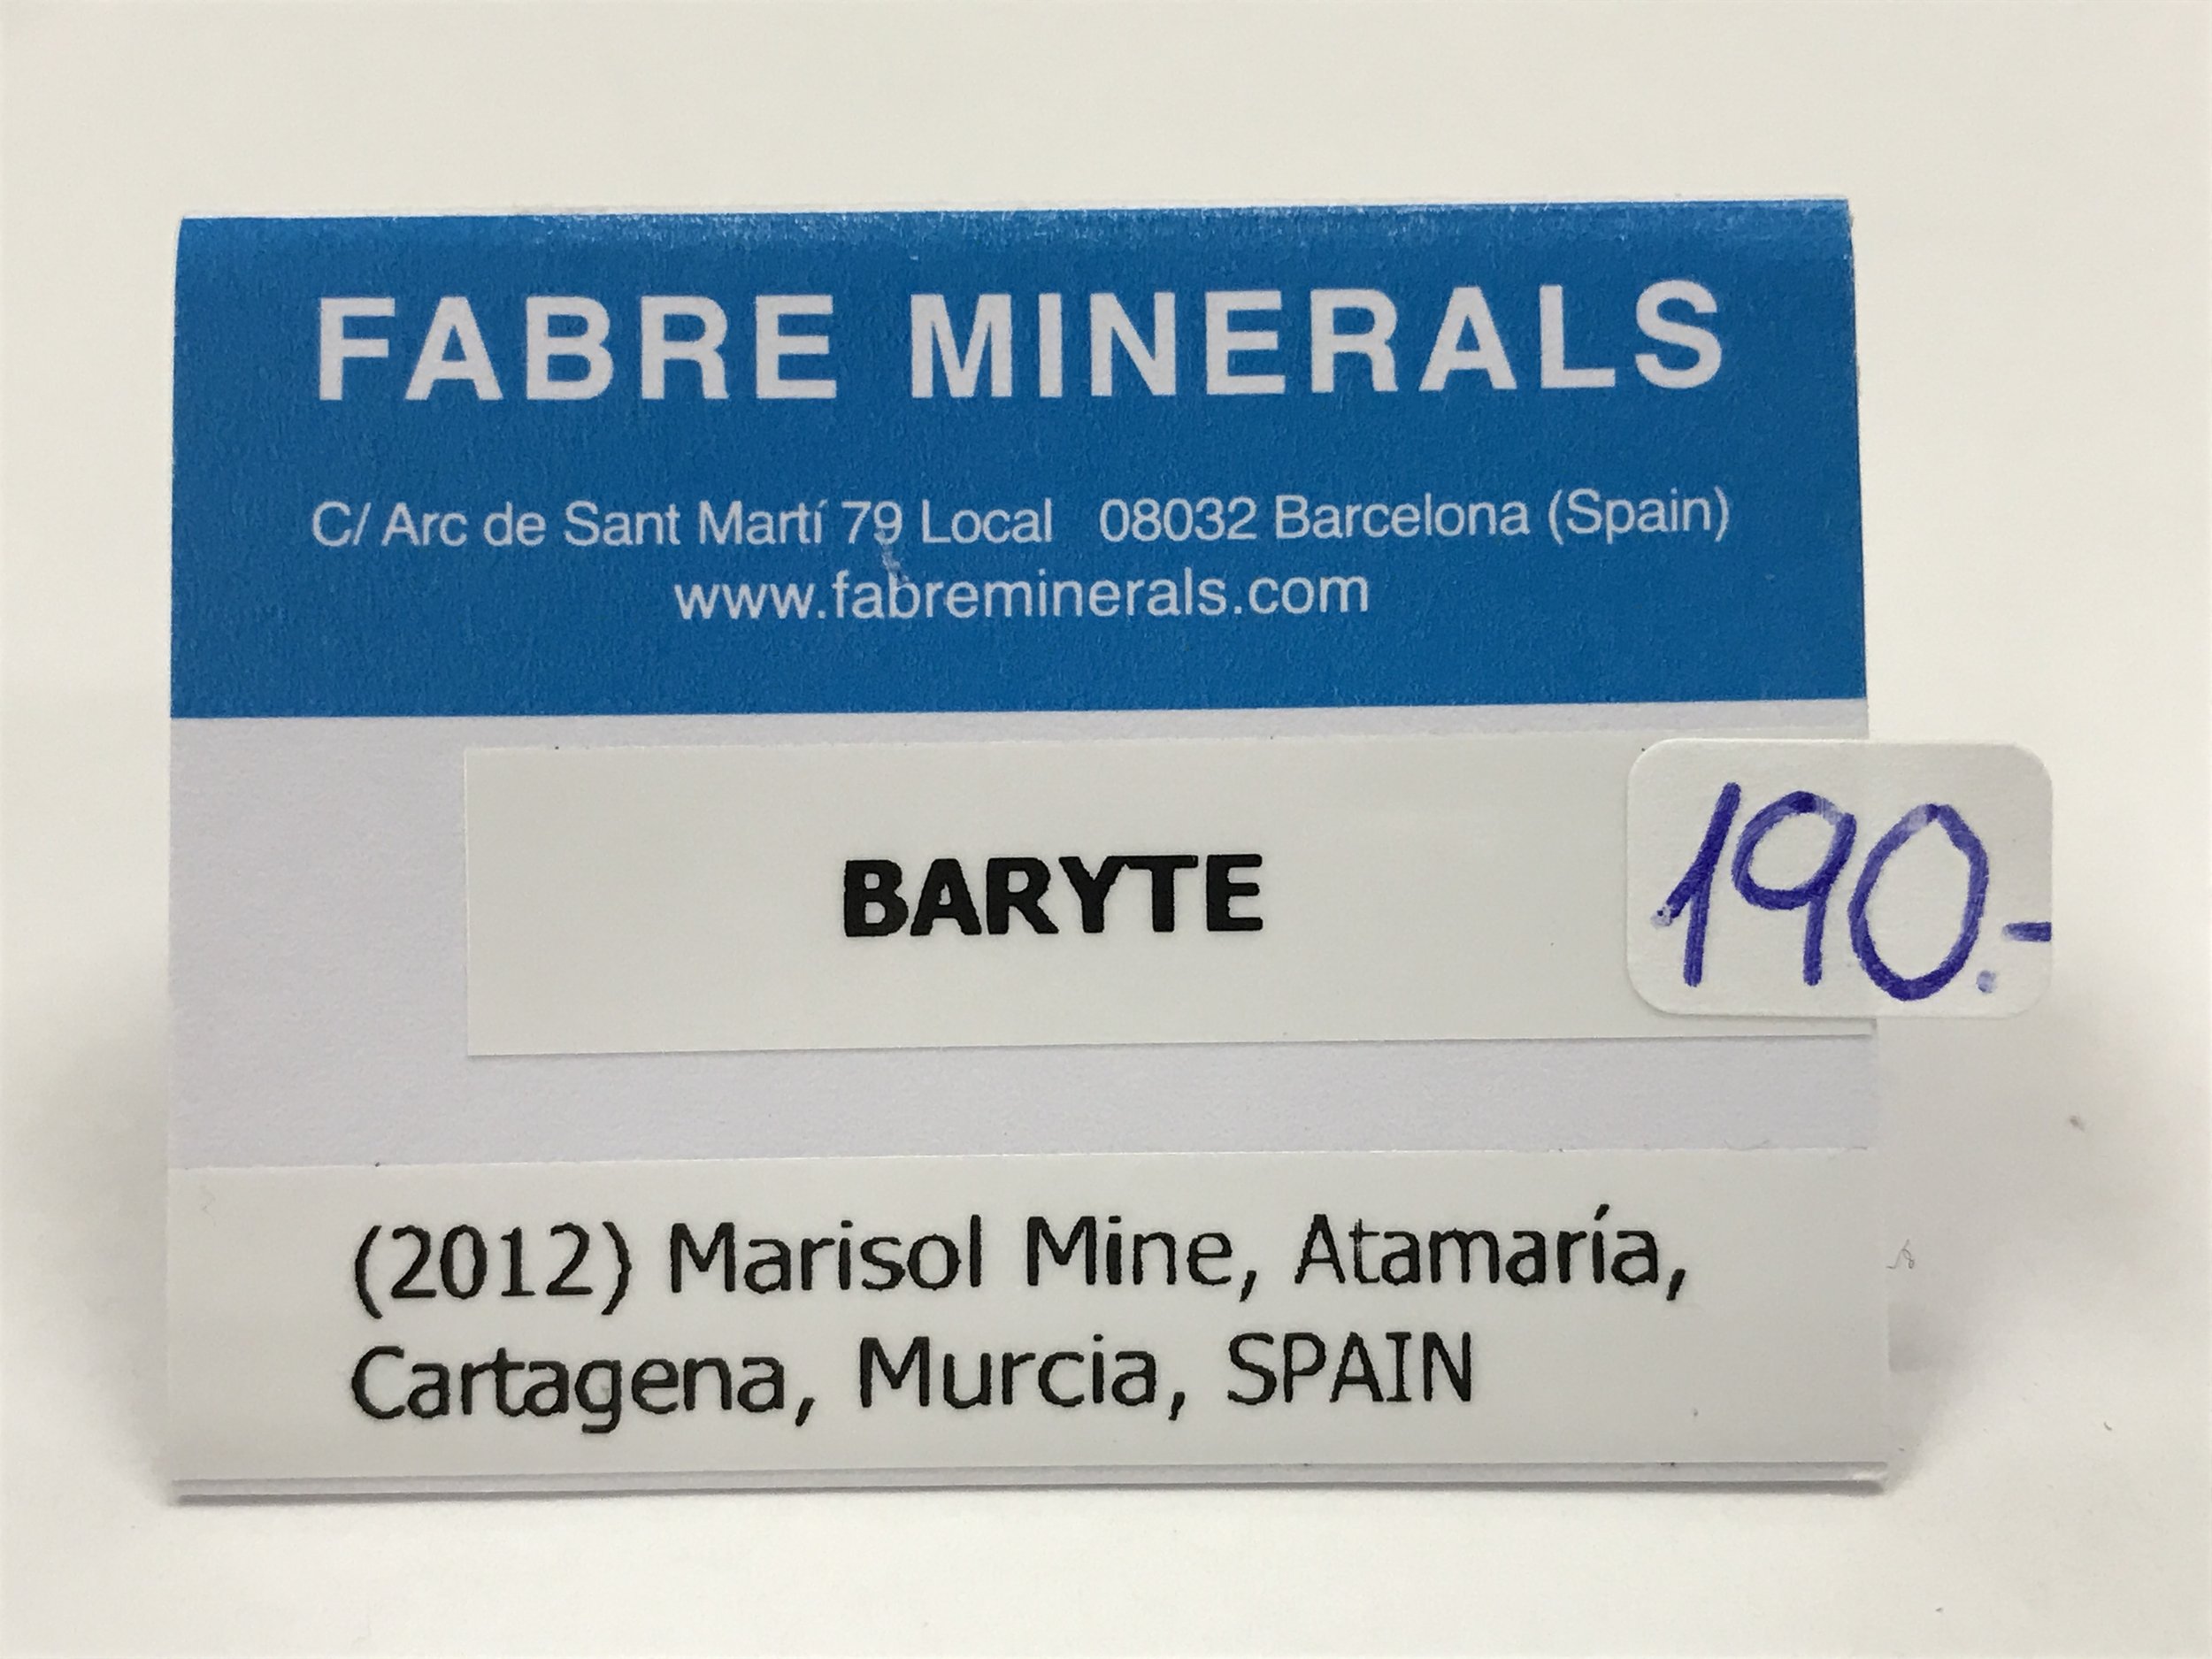 FABRE MINERALS
C/ Arc de Sant Martí 79 Local 08032 Barcelona (Spain)
www.fabreminerals.com
BARYTE
190.-
(2012) Marisol Mine, Atamaría,
Cartagena, Murcia, SPAIN